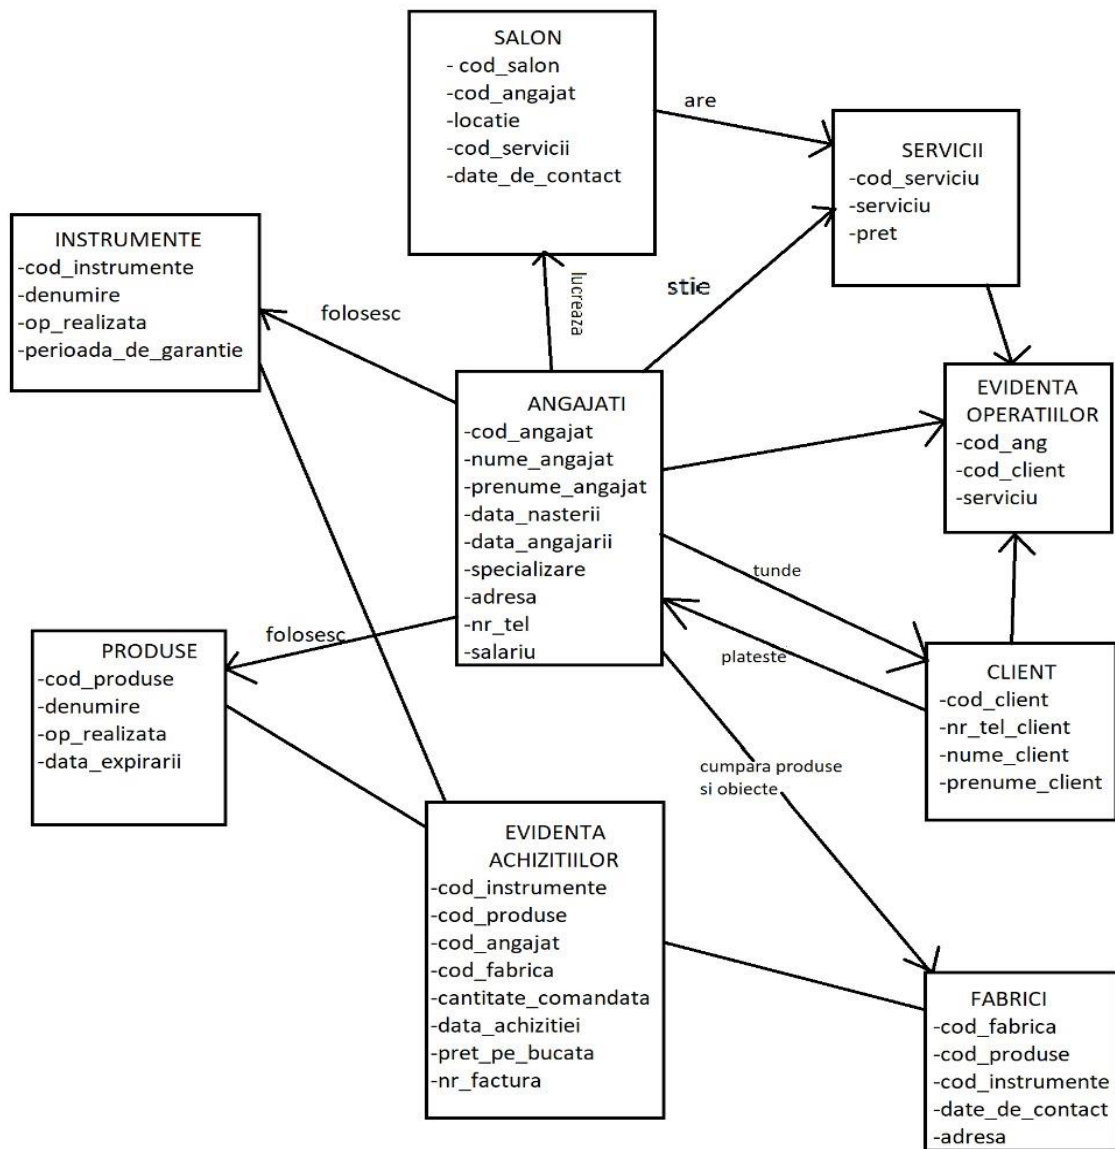 SALON
- cod_salon
-cod_angajat
-locatie
-cod_servicii
-date_de_contact
are
SERVICII
-cod_serviciu
-serviciu
-pret
INSTRUMENTE
-cod_instrumente
-denumire
-op_realizata
-perioada_de_garantie
folosesc
lucreaza
stie
ANGAJATI
-cod_angajat
-nume_angajat
-prenume_angajat
-data_nasterii
-data_angajarii
-specializare
-adresa
-nr_tel
-salariu
EVIDENTA
OPERATIILOR
-cod_ang
-cod_client
-serviciu
tunde
plateste
folosesc
PRODUSE
-cod_produse
-denumire
-op_realizata
-data_expirarii
CLIENT
-cod_client
-nr_tel_client
-nume_client
-prenume_client
cumpara produse
si obiecte
EVIDENTA
ACHIZITIILOR
-cod_instrumente
-cod_produse
-cod_angajat
-cod_fabrica
-cantitate_comandata
-data_achizitiei
-pret_pe_bucata
-nr_factura
FABRICI
-cod_fabrica
-cod_produse
-cod_instrumente
-date_de_contact
-adresa